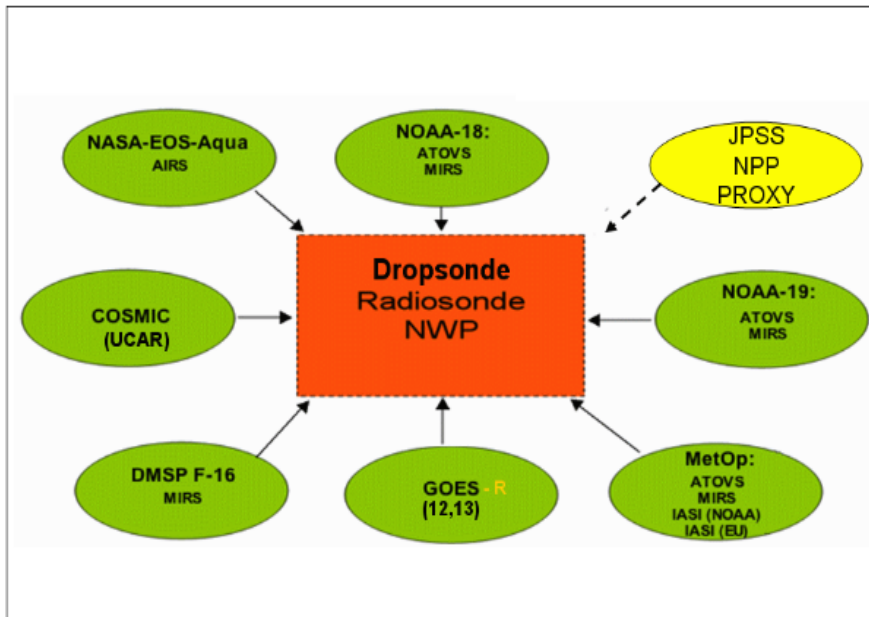 NASA-EOS-Aqua
AIRS
NOAA-18:
ATOVS
MIRS
JPSS
NPP
PROXY
Dropsonde
Radiosonde
NWP
COSMIC
(UCAR)
NOAA-19:
ATOVS
MIRS
DMSP F-16
MIRS
GOES - R
(12,13)
MetOp:
ATOVS
MIRS
IASI (NOAA)
IASI (EU)